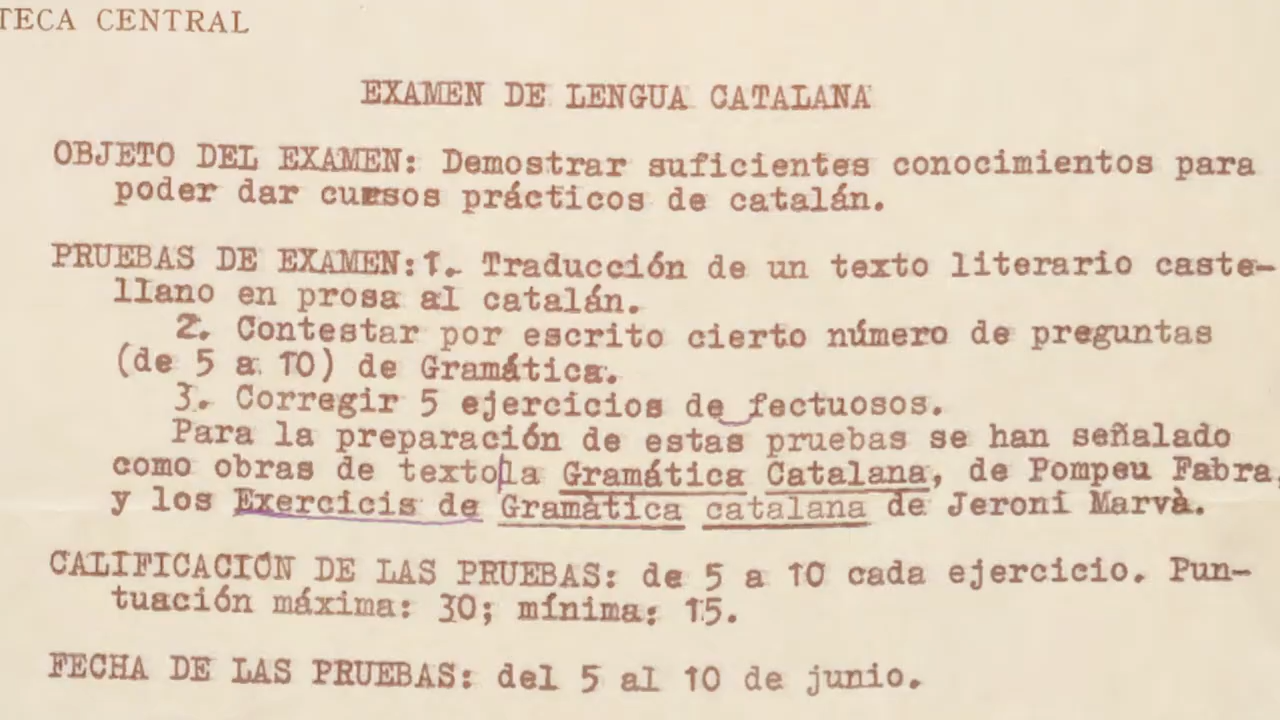 TECA CENTRAL
EXAMEN DE LENGUA CATALANA
OBJETO DEL EXAMEN: Demostrar suficientes conocimientos para
poder dar cursos prácticos de catalán.
PRUEBAS DE EXAMEN:1. Traducción de un texto literario caste-
llano en prosa al catalán.
2. Contestar por escrito cierto número de preguntas
(de 5 a 10) de Gramática.
3. Corregir 5 ejercicios de fectuosos.
Para la preparación de estas pruebas se han señalado
como obras de texto la Gramática Catalana, de Pompeu Fabra,
y los Exercicis de Gramàtica catalana de Jeroni Marvà.
CALIFICACIÓN DE LAS PRUEBAS: de 5 a 10 cada ejercicio. Pun-
tuación máxima: 30; mínima: 15.
FECHA DE LAS PRUEBAS: del 5 al 10 de junio.